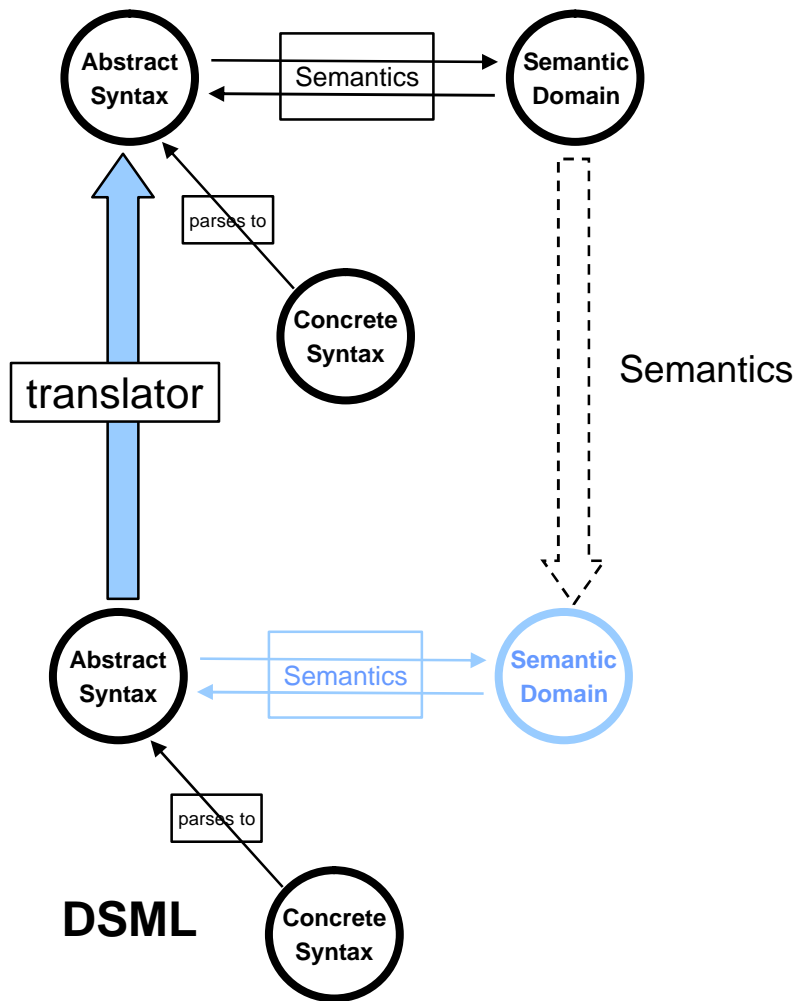 Abstract
Syntax
Semantics
Semantic
Domain
parses to
Concrete
Syntax
translator
Semantics
Abstract
Syntax
Semantics
Semantic
Domain
parses to
DSML
Concrete
Syntax